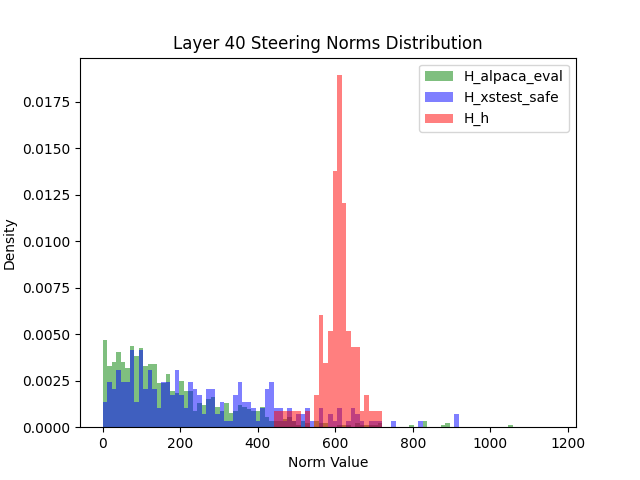 Layer 40 Steering Norms Distribution
H_alpaca_eval
H_xstest_safe
H_h
0.0175
0.0150
0.0125
0.0100
0.0075
0.0050
0.0025
0.0000
Density
0 200 400 600 800 1000 1200
Norm Value